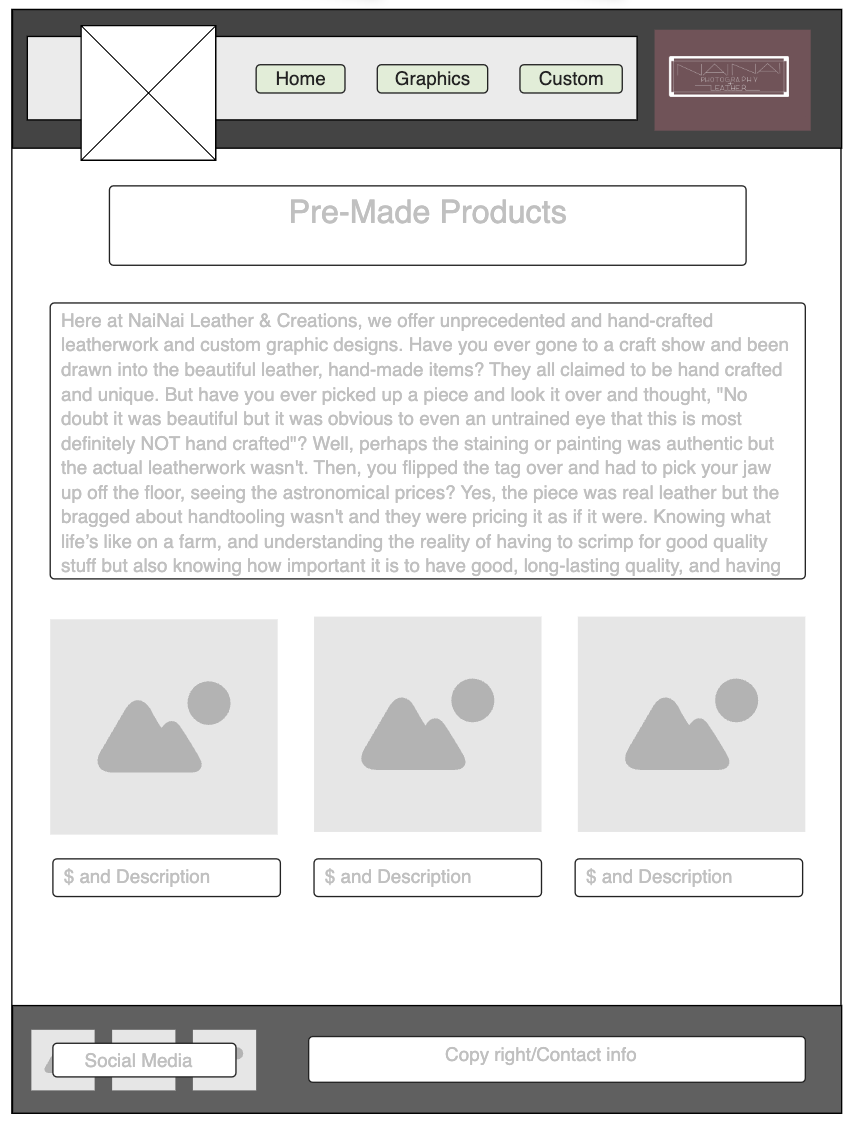 Home
Graphics
Custom
NAINAI
PHOTOGRAPHY
+
LEATHER
Pre-Made Products
Here at NaiNai Leather & Creations, we offer unprecedented and hand-crafted
leatherwork and custom graphic designs. Have you ever gone to a craft show and been
drawn into the beautiful leather, hand-made items? They all claimed to be hand crafted
and unique. But have you ever picked up a piece and look it over and thought, "No
doubt it was beautiful but it was obvious to even an untrained eye that this is most
definitely NOT hand crafted"? Well, perhaps the staining or painting was authentic but
the actual leatherwork wasn't. Then, you flipped the tag over and had to pick your jaw
up off the floor, seeing the astronomical prices? Yes, the piece was real leather but the
bragged about handtooling wasn't and they were pricing it as if it were. Knowing what
life’s like on a farm, and understanding the reality of having to scrimp for good quality
stuff but also knowing how important it is to have good, long-lasting quality, and having
$ and Description
$ and Description
$ and Description
Social Media
Copy right/Contact info